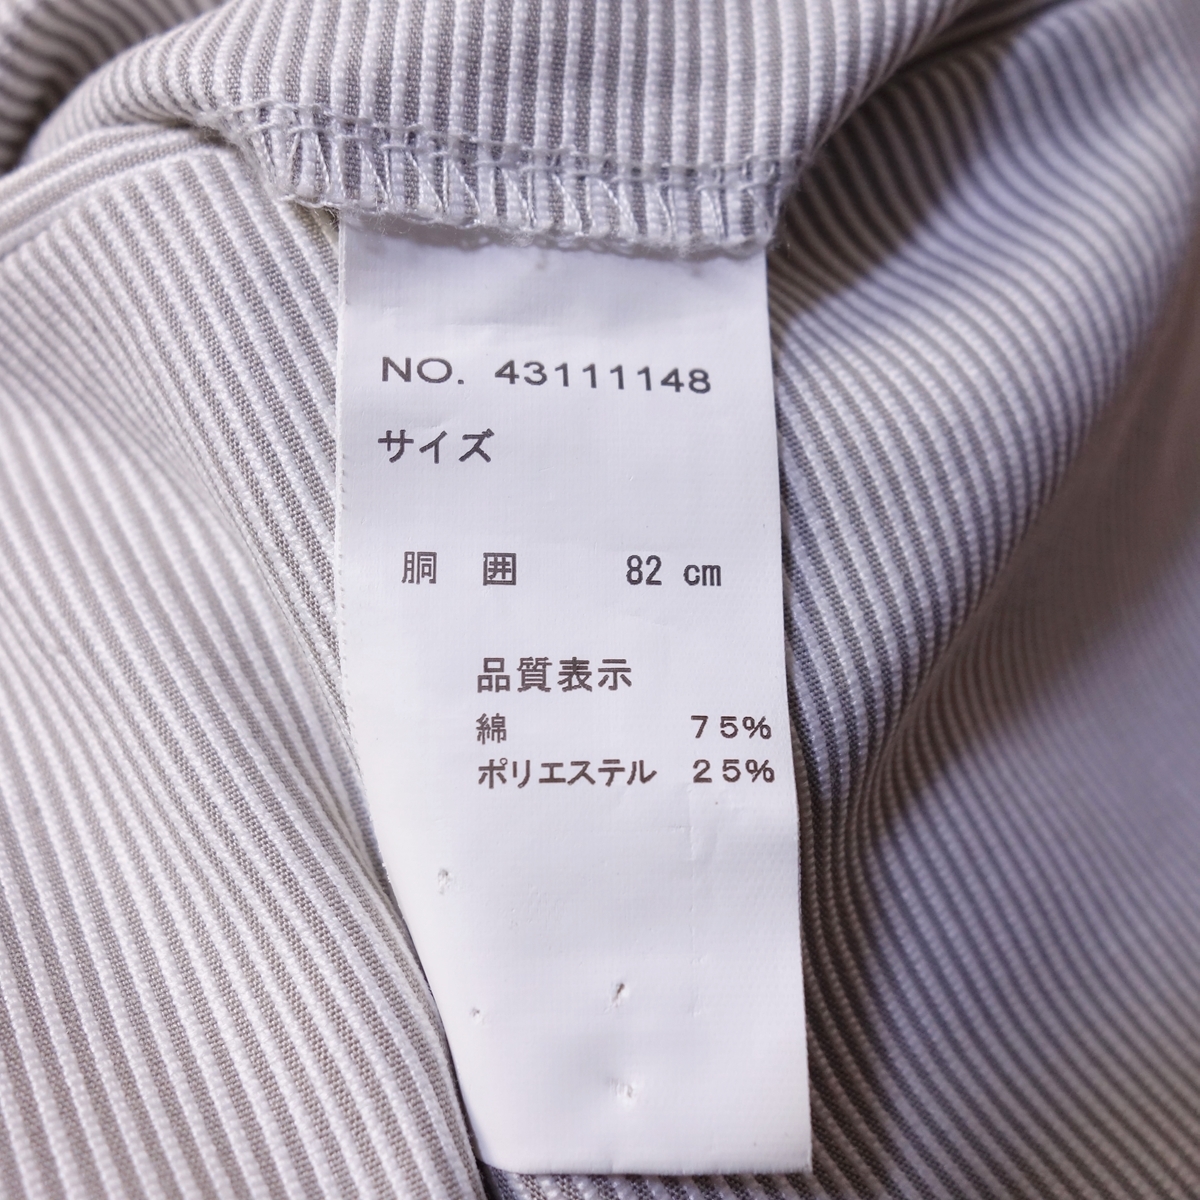 NO. 43111148
サイズ
胴 囲 82 cm
品質表示
綿 75%
ポリエステル 25%